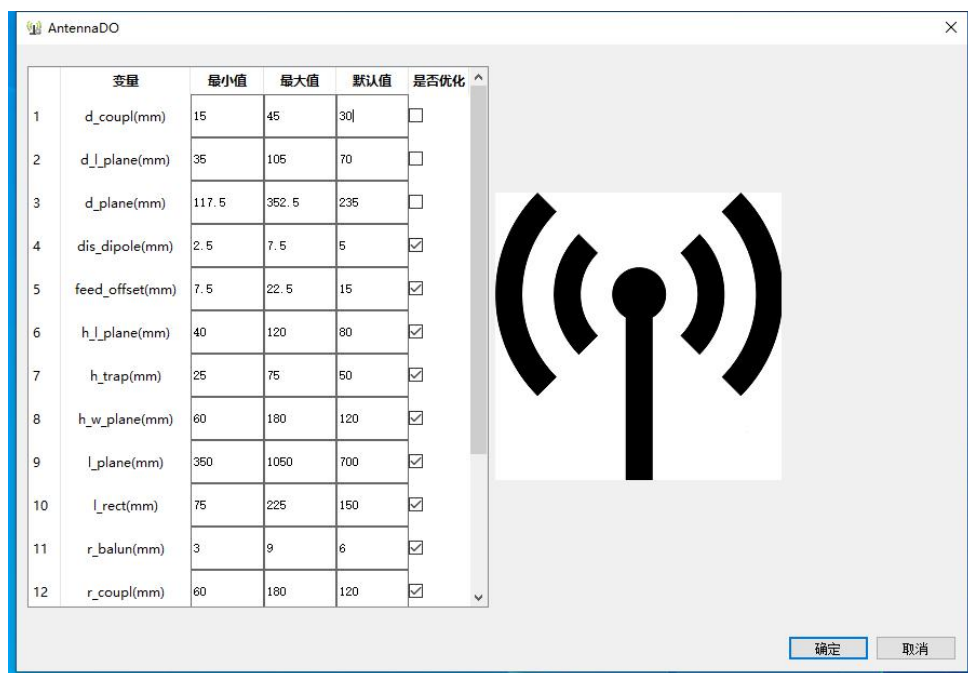 AntennaDO
变量 最小值 最大值 默认值 是否优化
1 d_coupl(mm) 15 45 30
2 d_l_plane(mm) 35 105 70
3 d_plane(mm) 117.5 352.5 235
4 dis_dipole(mm) 2.5 7.5 5
5 feed_offset(mm) 7.5 22.5 15
6 h_l_plane(mm) 40 120 80
7 h_trap(mm) 25 75 50
8 h_w_plane(mm) 60 180 120
9 l_plane(mm) 350 1050 700
10 l_rect(mm) 75 225 150
11 r_balun(mm) 3 9 6
12 r_coupl(mm) 60 180 120
确定 取消